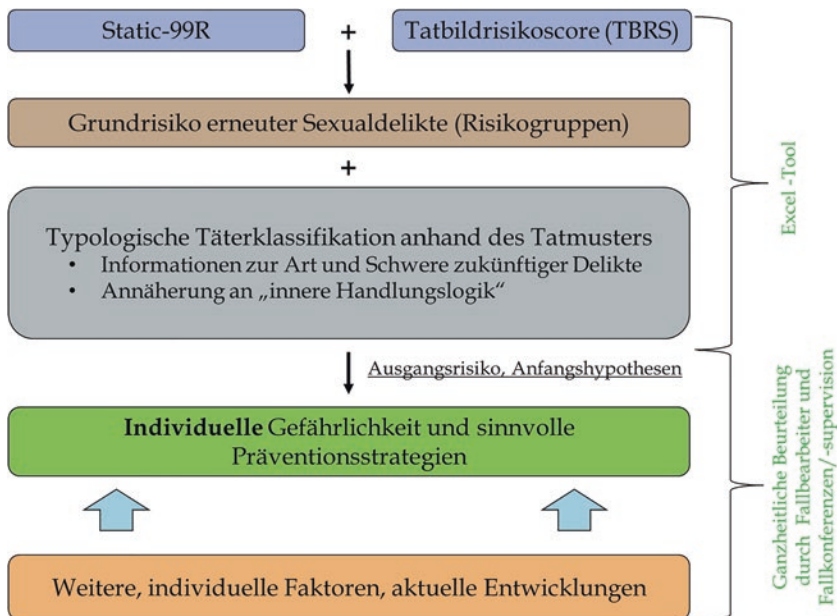 Static-99R
+
Tatbildrisikoscore (TBRS)
Grundrisiko erneuter Sexualdelikte (Risikogruppen)
+
Typologische Täterklassifikation anhand des Tatmusters
• Informationen zur Art und Schwere zukünftiger Delikte
• Annäherung an „innere Handlungslogik“
Ausgangsrisiko, Anfangshypothesen
Individuelle Gefährlichkeit und sinnvolle
Präventionsstrategien
Weitere, individuelle Faktoren, aktuelle Entwicklungen
Excel -Tool
Ganzheitliche Beurteilung
durch Fallbearbeiter und
Fallkonferenzen/-supervision